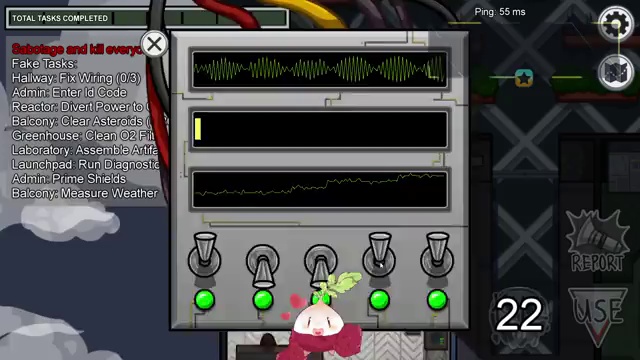 TOTAL TASKS COMPLETED
Ping: 55 ms
Sabotage and kill everyo
Fake Tasks:
Hallway: Fix Wiring (0/3)
Admin: Enter Id Code
Reactor: Divert Power to
Balcony: Clear Asteroids (
Greenhouse: Clean O2 Filt
Laboratory: Assemble Artifa
Launchpad: Run Diagnostic
Admin: Prime Shields
Balcony: Measure Weather
REPORT
22
USE